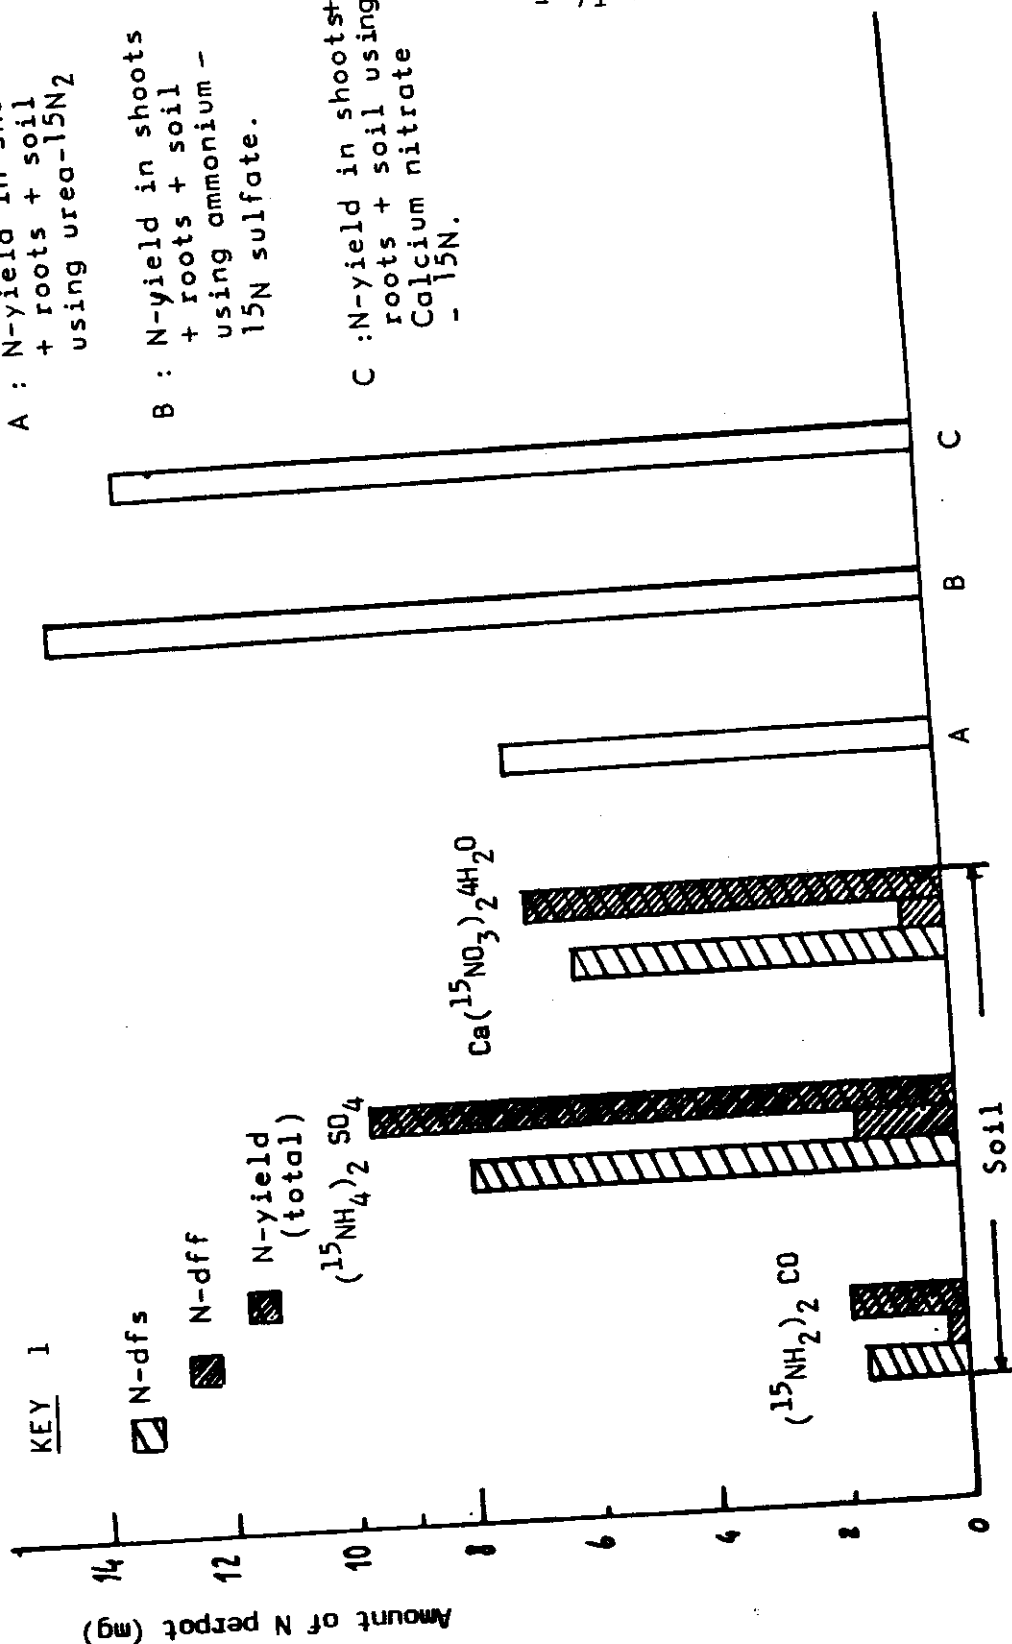 KEY 1
N-dfs
N-dff
N-yield
(total)
A : N-yield in
+ roots + soil
using urea-15N2
B : N-yield in shoots
+ roots + soil
using ammonium -
15N sulfate.
C :N-yield in shoots+
roots + soil using
Calcium nitrate
- 15N.
(15NH2)2 CO
(15NH4)2 SO4
Ca(15NO3)2 4H2O
Amount of N perpot (mg)
14
12
10
8
6
4
2
0
Soil
A
B
C